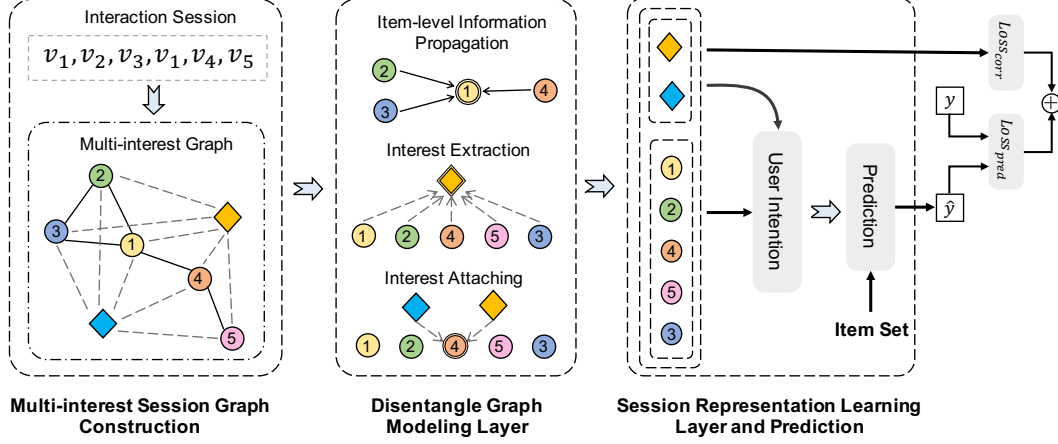 Interaction Session
v₁,v₂,v₃,v₁,v₄,v₅
Multi-interest Graph
2
3
1
4
5
Multi-interest Session Graph
Construction
Item-level Information
Propagation
2
1
4
3
Interest Extraction
1 2 4 5 3
Interest Attaching
1 2 4 5 3
Disentangle Graph
Modeling Layer
1
2
4
5
3
User Intention
Prediction
Item Set
y
ŷ
Loss_corr
Loss_pred
+
Session Representation Learning
Layer and Prediction